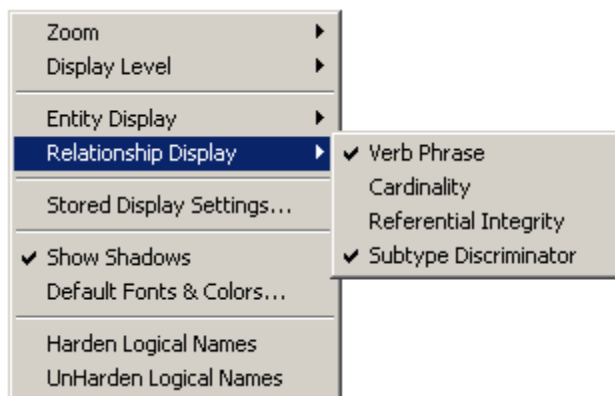 Zoom
Display Level
Entity Display
Relationship Display
Stored Display Settings...
Show Shadows
Default Fonts & Colors...
Harden Logical Names
UnHarden Logical Names
Verb Phrase
Cardinality
Referential Integrity
Subtype Discriminator